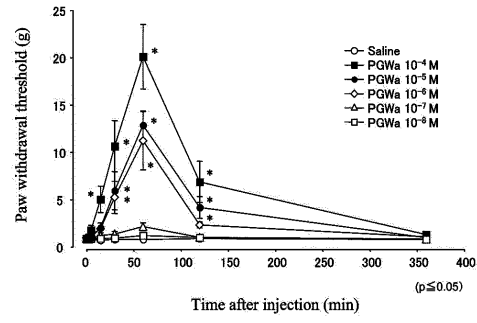 25
20
15
10
5
0
Paw withdrawal threshold (g)
Saline
PGWa 10⁻⁴ M
PGWa 10⁻⁵ M
PGWa 10⁻⁶ M
PGWa 10⁻⁷ M
PGWa 10⁻⁸ M
* * * * * * * * * * *
0 50 100 150 200 250 300 350 400
(p≦0.05)
Time after injection (min)